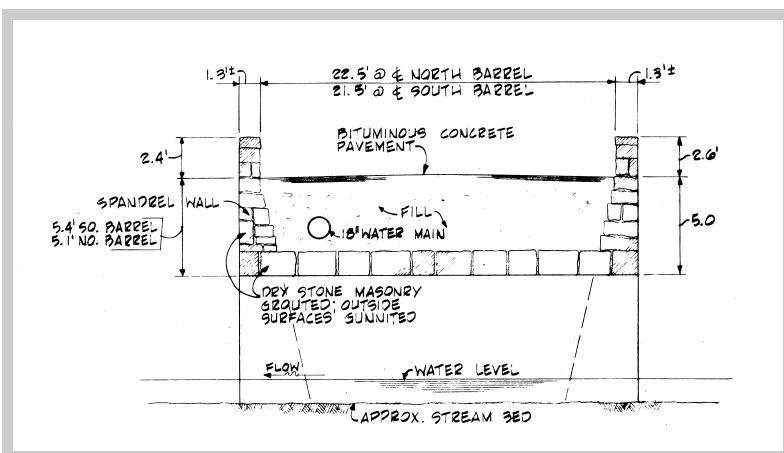 1.3'±
22.5' @ ⅊ NORTH BARREL
1.3'±
21.5' @ ⅊ SOUTH BARREL
BITUMINOUS CONCRETE
PAVEMENT
2.4'
2.6'
SPANDREL WALL
FILL
5.4' SO. BARREL
5.1' NO. BARREL
18" WATER MAIN
5.0
DRY STONE MASONRY
GROUTED; OUTSIDE
SURFACES GUNNITED
FLOW
WATER LEVEL
APPROX. STREAM BED